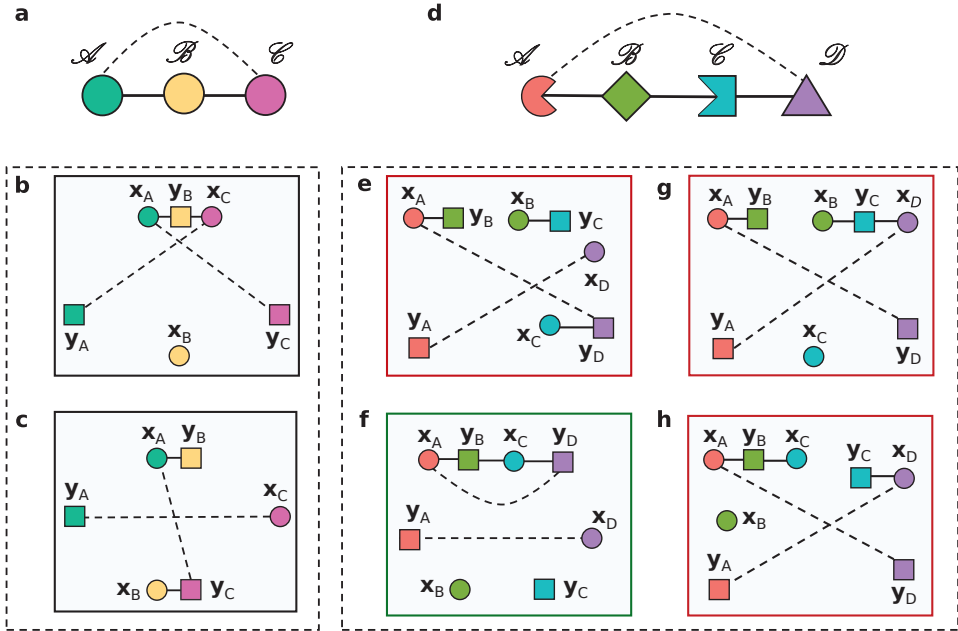 a
𝒜 ℬ 𝒞
d
𝒜 ℬ 𝒞 𝒟
b
x_A y_B x_C
y_A
y_C
x_B
c
x_A y_B
y_A
x_C
x_B
y_C
e
x_A
y_B
x_B
y_C
x_D
y_A
x_C
y_D
f
x_A y_B x_C y_D
y_A
x_D
x_B
y_C
g
x_A y_B
x_B y_C x_D
y_A
y_D
x_C
h
x_A y_B x_C
y_C x_D
x_B
y_A
y_D